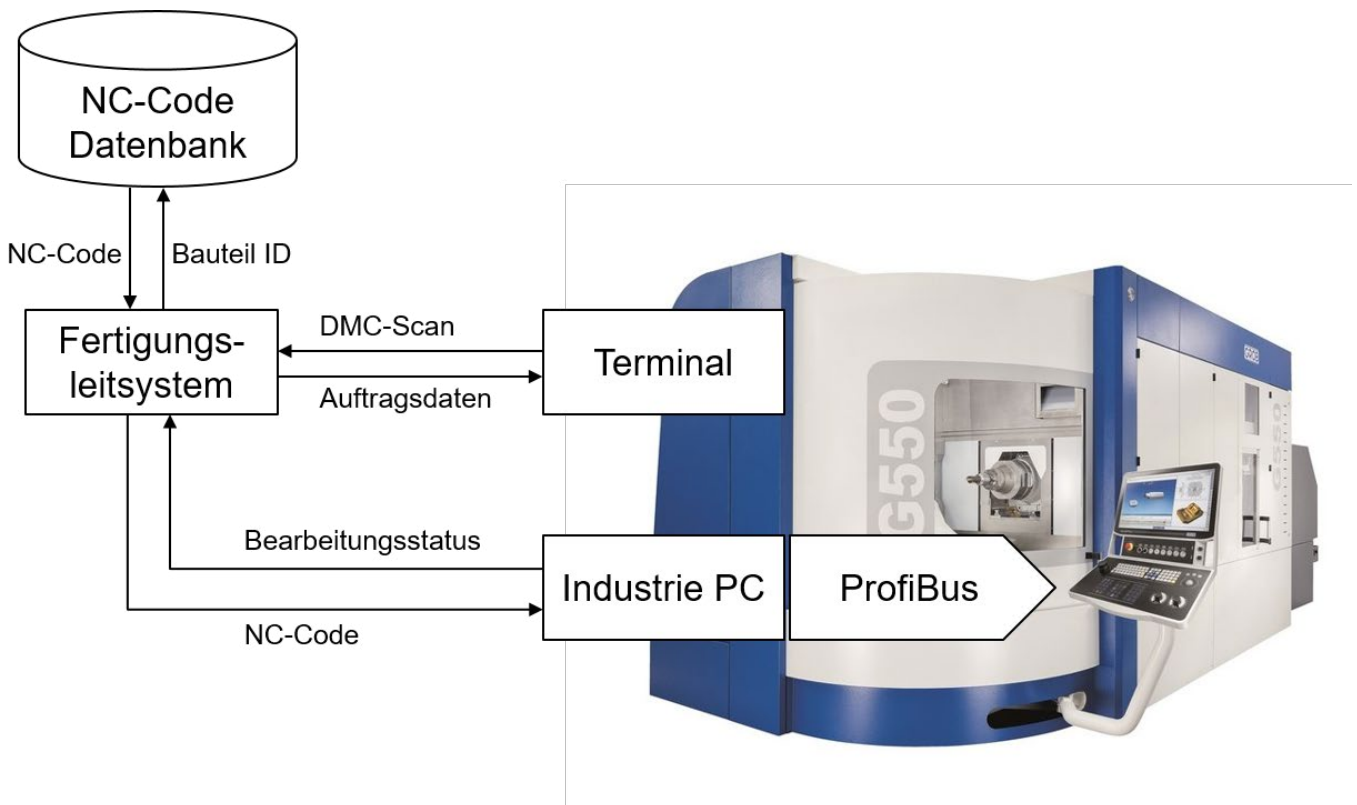 NC-Code
Datenbank
NC-Code
Bauteil ID
Fertigungs-
leitsystem
DMC-Scan
Auftragsdaten
Terminal
G550
Bearbeitungsstatus
Industrie PC
ProfiBus
NC-Code